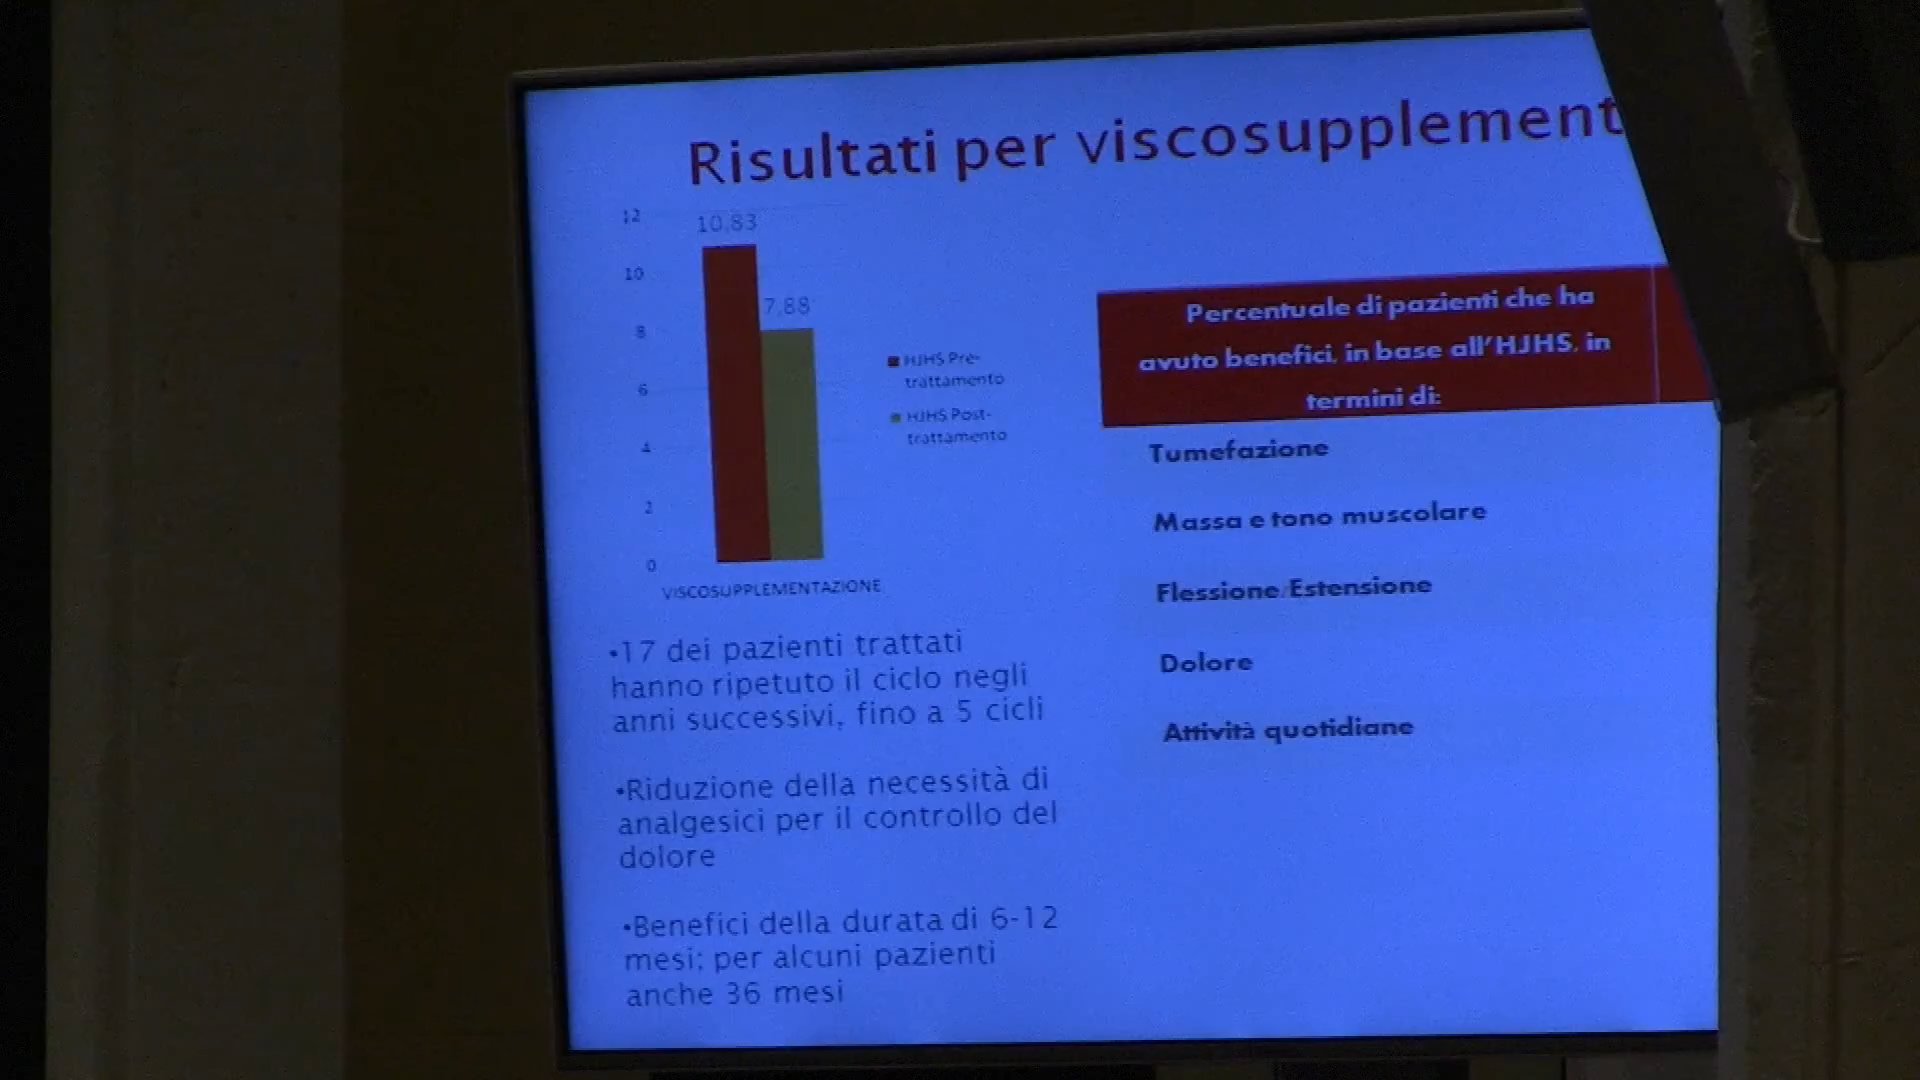 Risultati per viscosupplement
12
10,83
10
7,88
8
6
4
2
0
HJHS Pre-
trattamento
HJHS Post-
trattamento
VISCOSUPPLEMENTAZIONE
•17 dei pazienti trattati
hanno ripetuto il ciclo negli
anni successivi, fino a 5 cicli
•Riduzione della necessità di
analgesici per il controllo del
dolore
•Benefici della durata di 6-12
mesi; per alcuni pazienti
anche 36 mesi
Percentuale di pazienti che ha
avuto benefici, in base all'HJHS, in
termini di:
Tumefazione
Massa e tono muscolare
Flessione/Estensione
Dolore
Attività quotidiane